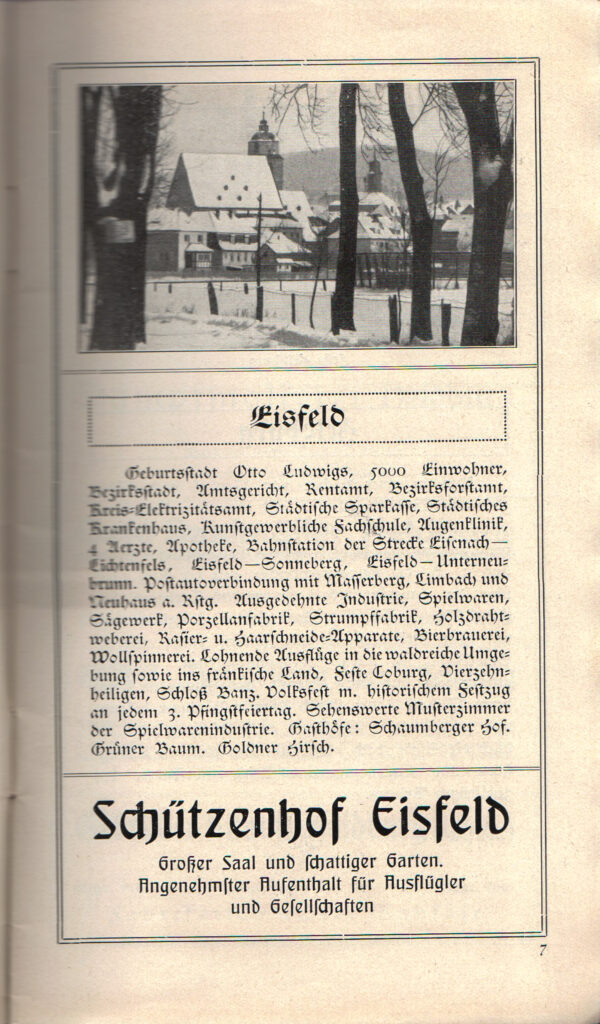 Eisfeld
Geburtsstadt Otto Ludwigs, 5000 Einwohner,
Bezirksstadt, Amtsgericht, Rentamt, Bezirksforstamt,
Kreis-Elektrizitätsamt, Städtische Sparkasse, Städtisches
Krankenhaus, Kunstgewerbliche Fachschule, Augenklinik,
4 Aerzte, Apotheke, Bahnstation der Strecke Eisenach—
Lichtenfels, Eisfeld—Sonneberg, Eisfeld—Unterneu-
brunn. Postautoverbindung mit Masserberg, Limbach und
Neuhaus a. Rstg. Ausgedehnte Industrie, Spielwaren,
Sägewerk, Porzellanfabrik, Strumpffabrik, Holzdraht-
weberei, Rasier- u. Haarschneide-Apparate, Bierbrauerei,
Wollspinnerei. Lohnende Ausflüge in die waldreiche Umge-
bung sowie ins fränkische Land, Feste Coburg, Vierzehn-
heiligen, Schloß Banz. Volksfest m. historischem Festzug
an jedem 3. Pfingstfeiertag. Sehenswerte Musterzimmer
der Spielwarenindustrie. Gasthöfe: Schaumberger Hof.
Grüner Baum. Goldner Hirsch.
Schützenhof Eisfeld
Großer Saal und schattiger Garten.
Angenehmster Aufenthalt für Ausflügler
und Gesellschaften
7